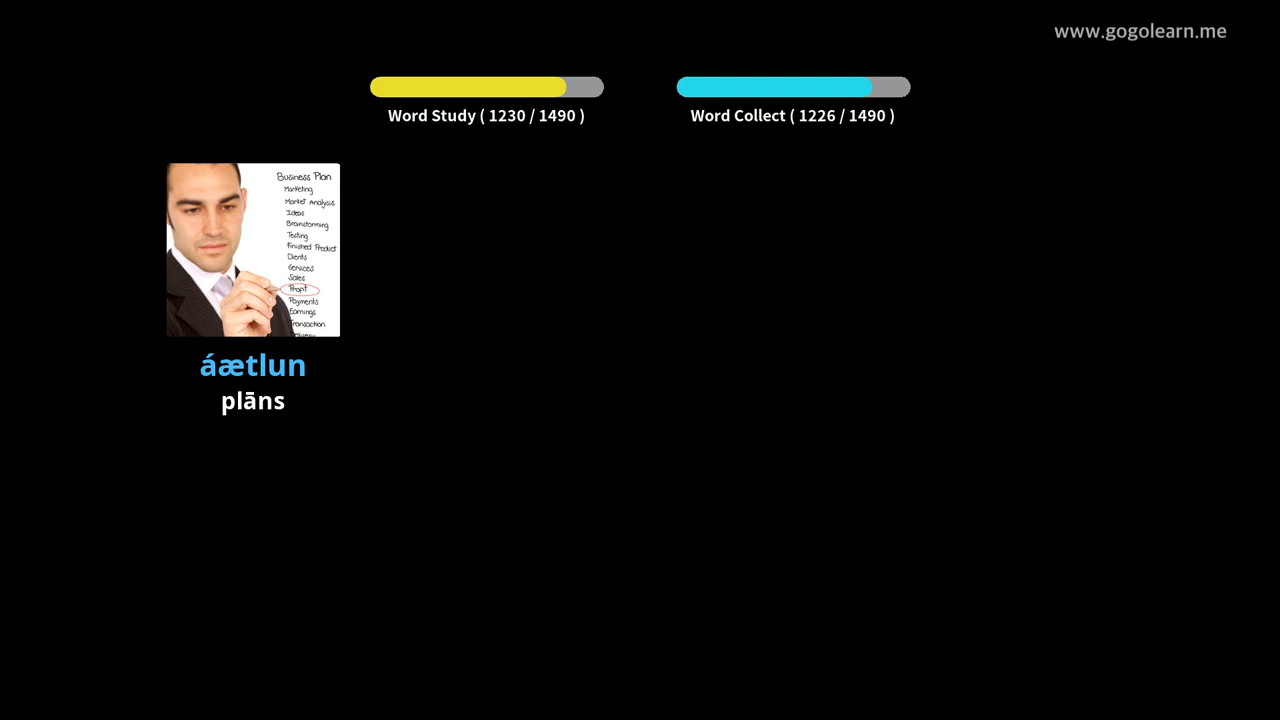 www.gogolearn.me
Word Study ( 1230 / 1490 )
Word Collect ( 1226 / 1490 )
Business Plan
Marketing
Market Analysis
Ideas
Brainstorming
Testing
Finished Product
Clients
Services
Sales
Profit
Payments
Earnings
Transaction
áætlun
plāns